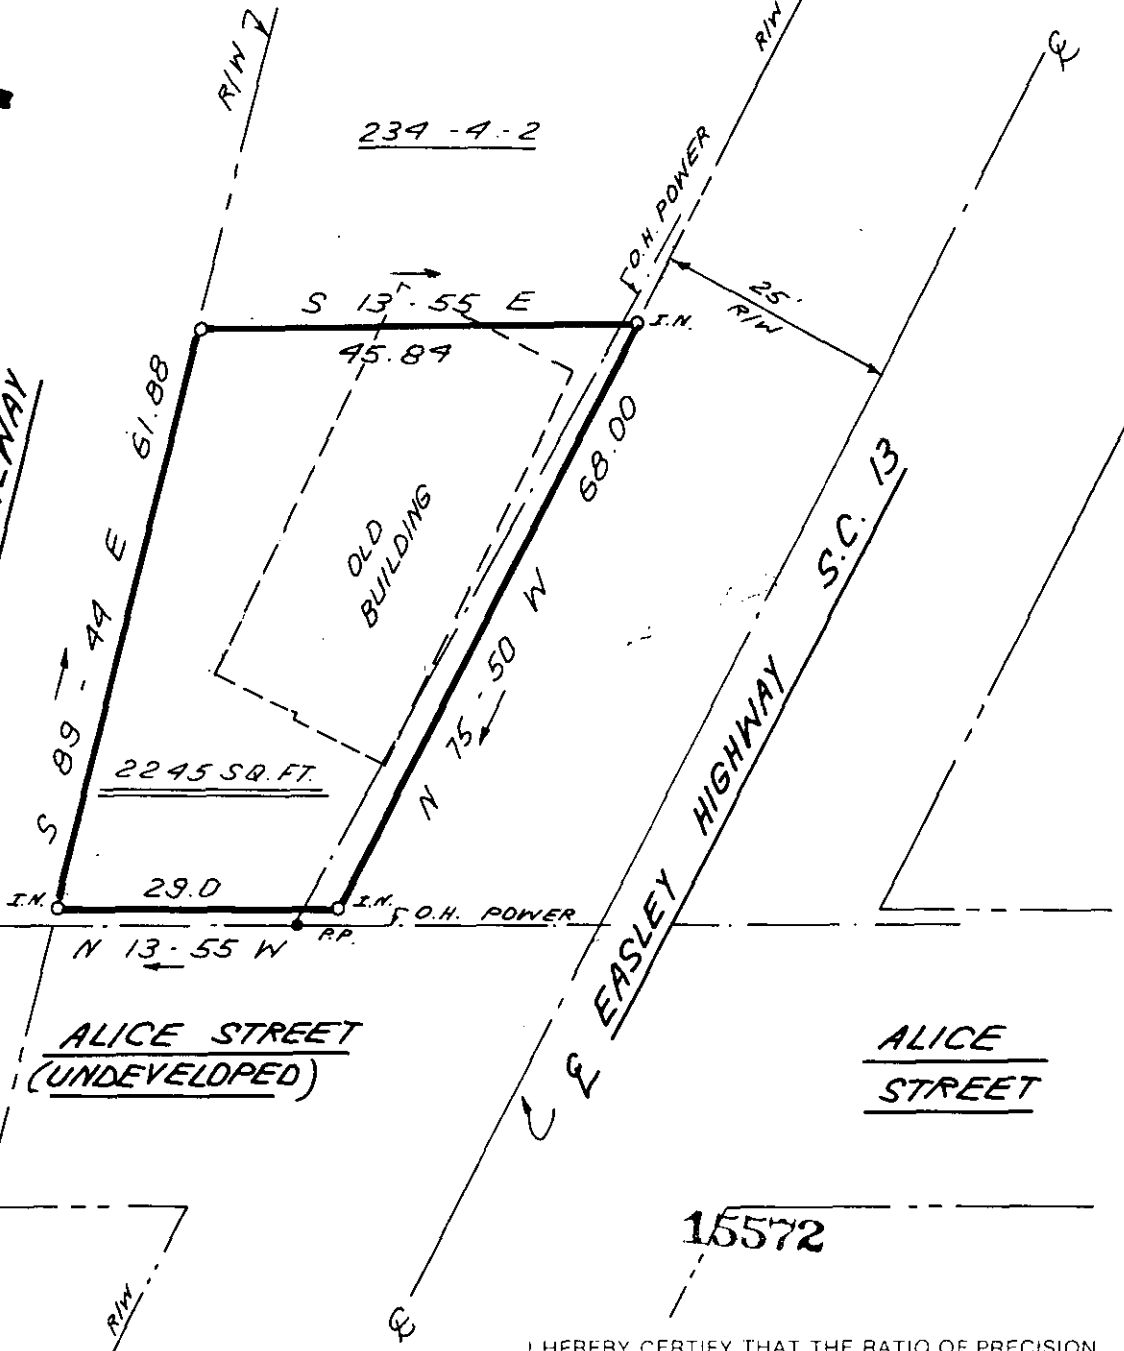 R/W
R/W
℄
234-4-2
O.H. POWER
25'
R/W
S 13-55 E
45.84
I.N.
61.88
S 89-44 E
OLD
BUILDING
68.00
N 75-50 W
EASLEY HIGHWAY S.C. 13
2245 SQ. FT.
I.N.
29.0
I.N.
O.H. POWER
P.P.
N 13-55 W
ALICE STREET
(UNDEVELOPED)
℄
ALICE
STREET
15572
R/W
℄
I HEREBY CERTIFY THAT THE RATIO OF PRECISION